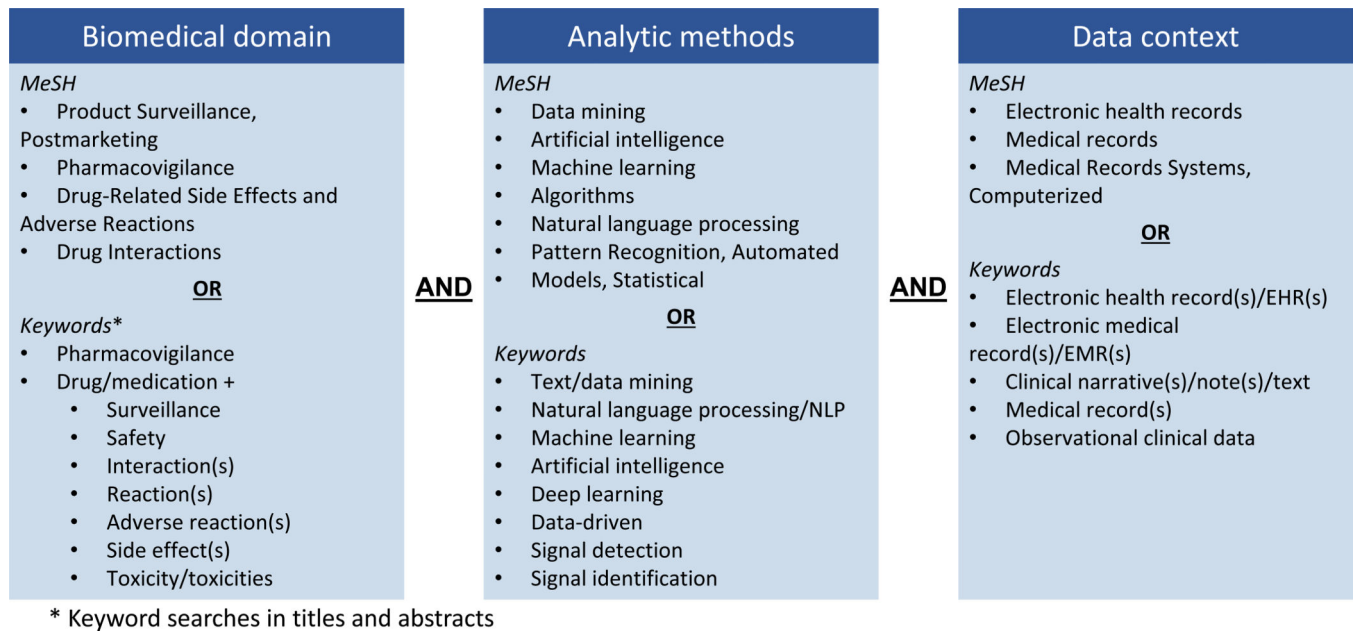 Biomedical domain
MeSH
• Product Surveillance,
Postmarketing
• Pharmacovigilance
• Drug-Related Side Effects and
Adverse Reactions
• Drug Interactions
OR
Keywords*
• Pharmacovigilance
• Drug/medication +
• Surveillance
• Safety
• Interaction(s)
• Reaction(s)
• Adverse reaction(s)
• Side effect(s)
• Toxicity/toxicities
AND
Analytic methods
MeSH
• Data mining
• Artificial intelligence
• Machine learning
• Algorithms
• Natural language processing
• Pattern Recognition, Automated
• Models, Statistical
OR
Keywords
• Text/data mining
• Natural language processing/NLP
• Machine learning
• Artificial intelligence
• Deep learning
• Data-driven
• Signal detection
• Signal identification
AND
Data context
MeSH
• Electronic health records
• Medical records
• Medical Records Systems,
Computerized
OR
Keywords
• Electronic health record(s)/EHR(s)
• Electronic medical
record(s)/EMR(s)
• Clinical narrative(s)/note(s)/text
• Medical record(s)
• Observational clinical data
* Keyword searches in titles and abstracts